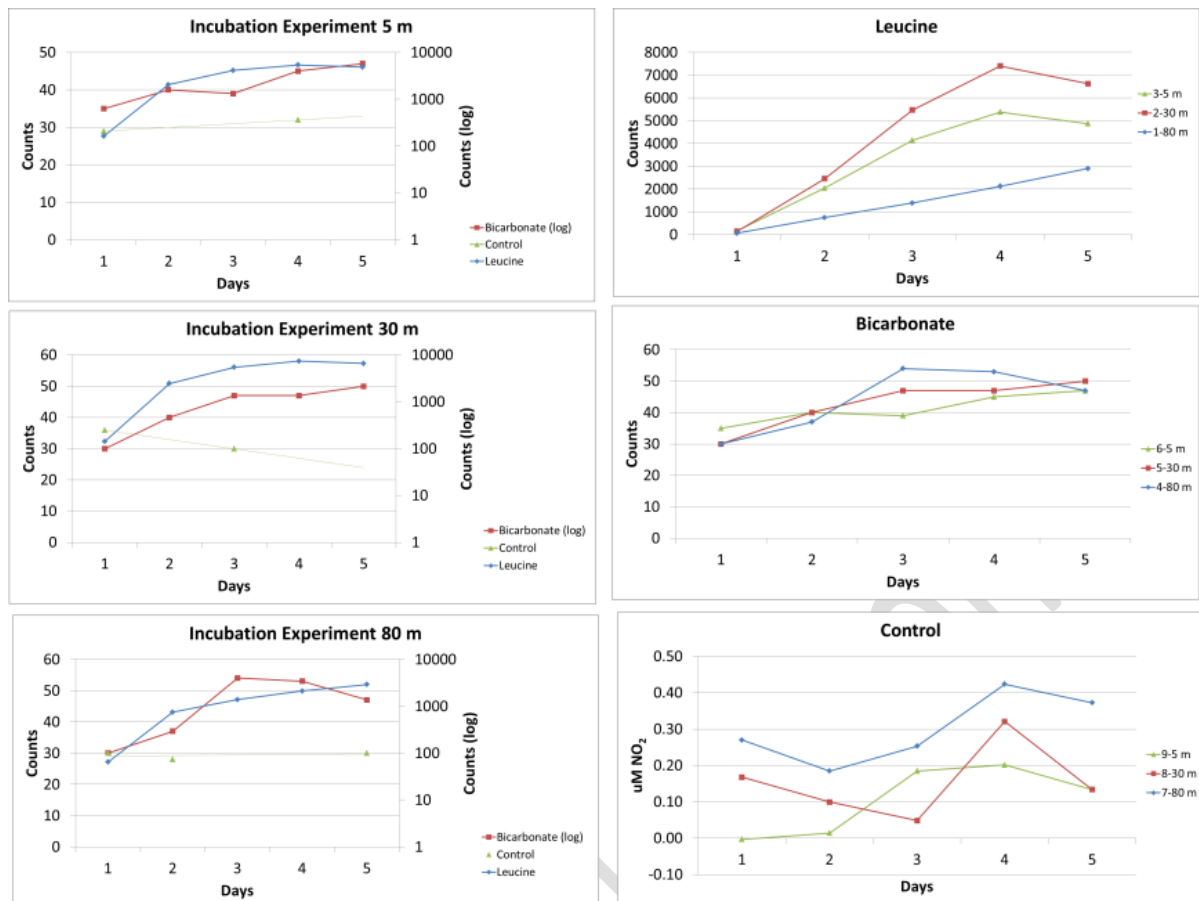 Incubation Experiment 5 m
50
40
30
20
10
0
10000
1000
100
10
1
Counts
Counts (log)
1 2 3 4 5
Days
Bicarbonate (log)
Control
Leucine
Leucine
8000
7000
6000
5000
4000
3000
2000
1000
0
Counts
1 2 3 4 5
Days
3-5 m
2-30 m
1-80 m
Incubation Experiment 30 m
60
50
40
30
20
10
0
10000
1000
100
10
1
Counts
Counts (log)
1 2 3 4 5
Days
Bicarbonate (log)
Control
Leucine
Bicarbonate
60
50
40
30
20
10
0
Counts
1 2 3 4 5
Days
6-5 m
5-30 m
4-80 m
Incubation Experiment 80 m
60
50
40
30
20
10
0
10000
1000
100
10
1
Counts
Counts (log)
1 2 3 4 5
Days
Bicarbonate (log)
Control
Leucine
Control
0.50
0.40
0.30
0.20
0.10
0.00
-0.10
uM NO₂
1 2 3 4 5
Days
9-5 m
8-30 m
7-80 m